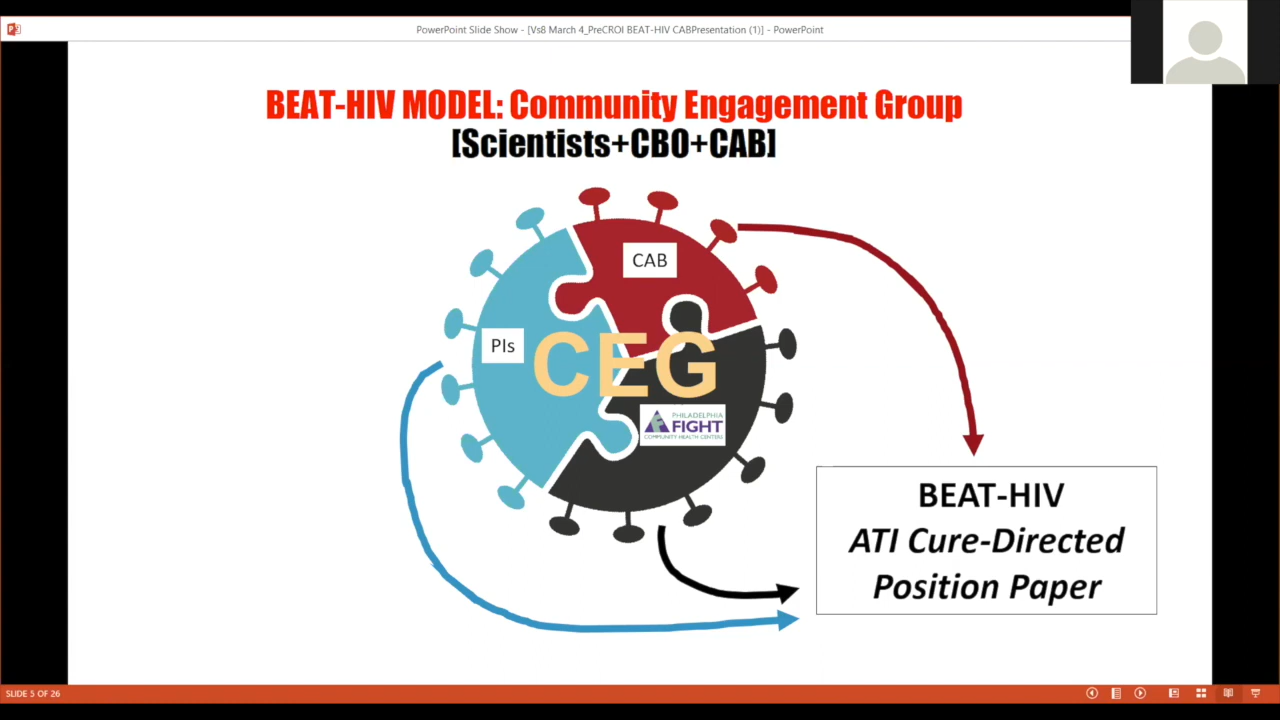 PowerPoint Slide Show - [Vs8 March 4_PreCROI BEAT-HIV CABPresentation (1)] - PowerPoint
BEAT-HIV MODEL: Community Engagement Group
[Scientists+CBO+CAB]
CAB
PIs
CEG
PHILADELPHIA
FIGHT
COMMUNITY HEALTH CENTERS
BEAT-HIV
ATI Cure-Directed
Position Paper
SLIDE 5 OF 26